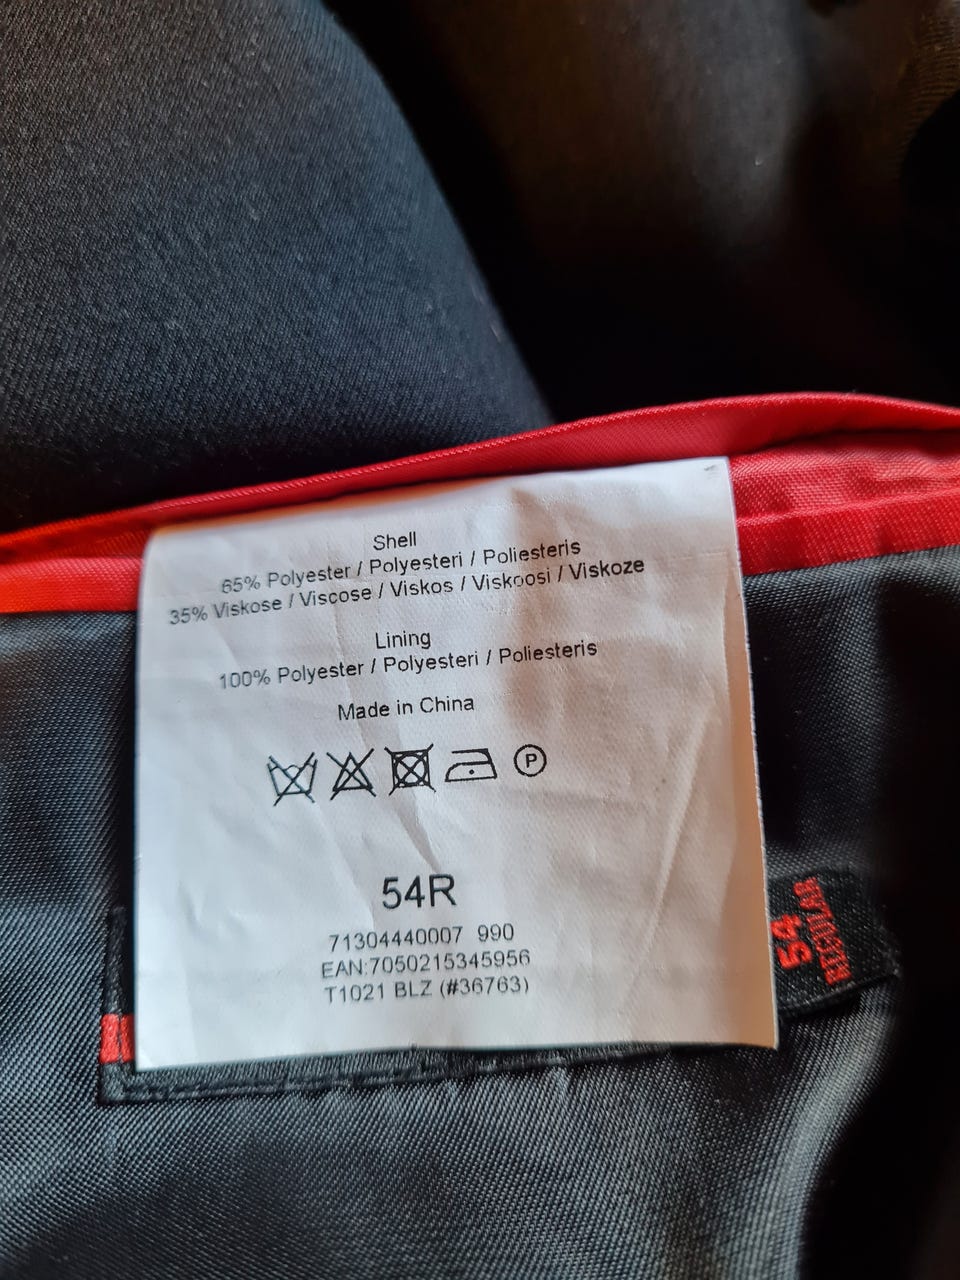 Shell
65% Polyester / Polyesteri / Poliesteris
35% Viskose / Viscose / Viskos / Viskoosi / Viskoze
Lining
100% Polyester / Polyesteri / Poliesteris
Made in China
P
54R
71304440007 990
EAN:7050215345956
T1021 BLZ (#36763)
54
REGULAR